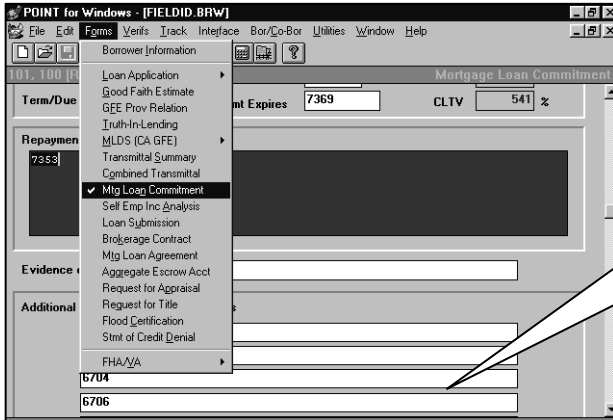 POINT for Windows - [FIELDID.BRW]
File Edit Forms Verifs Track Interface Bor/Co-Bor Utilities Window Help
101, 100 [R
Mortgage Loan Commitment
Borrower Information
Loan Application
Good Faith Estimate
GFE Prov Relation
Truth-In-Lending
MLDS (CA GFE)
Transmittal Summary
Combined Transmittal
Mtg Loan Commitment
Self Emp Inc Analysis
Loan Submission
Brokerage Contract
Mtg Loan Agreement
Aggregate Escrow Acct
Request for Appraisal
Request for Title
Flood Certification
Stmt of Credit Denial
FHA/VA
Term/Due
nt Expires 7369 CLTV 541 %
Repaymen
7353
Evidence
Additional
s
6704
6706